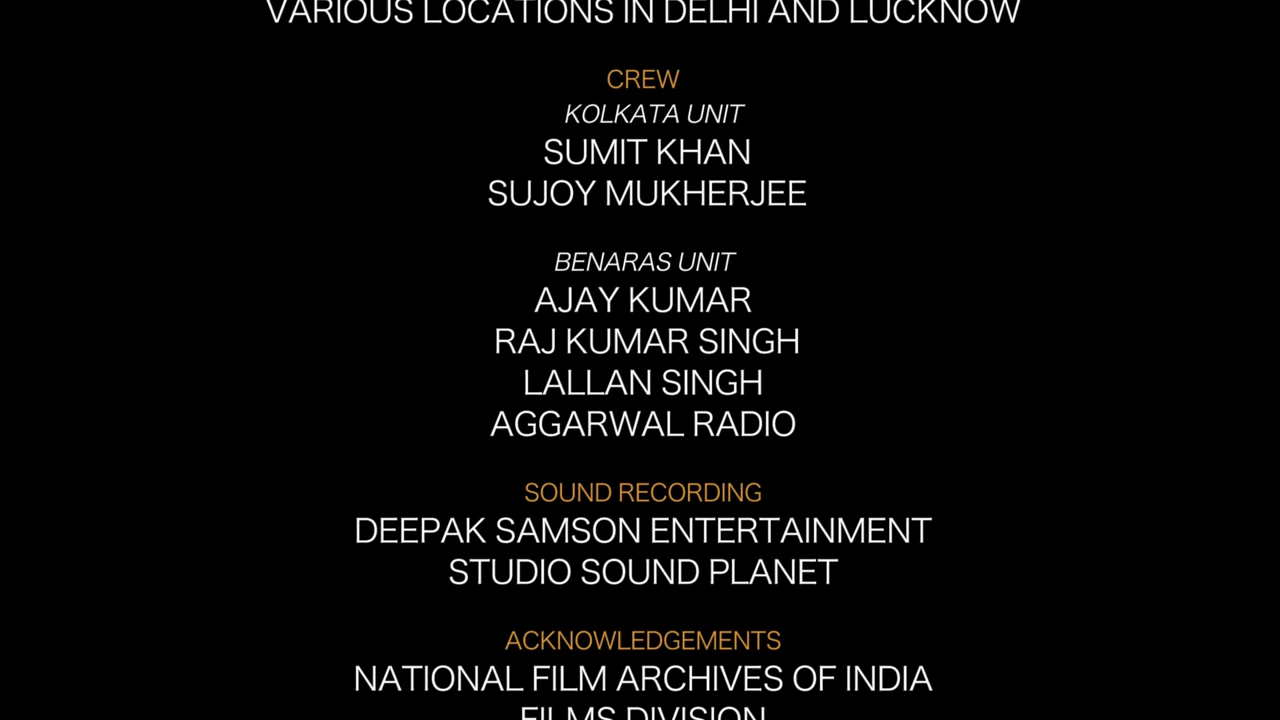 VARIOUS LOCATIONS IN DELHI AND LUCKNOW
CREW
KOLKATA UNIT
SUMIT KHAN
SUJOY MUKHERJEE
BENARAS UNIT
AJAY KUMAR
RAJ KUMAR SINGH
LALLAN SINGH
AGGARWAL RADIO
SOUND RECORDING
DEEPAK SAMSON ENTERTAINMENT
STUDIO SOUND PLANET
ACKNOWLEDGEMENTS
NATIONAL FILM ARCHIVES OF INDIA
FILMS DIVISION